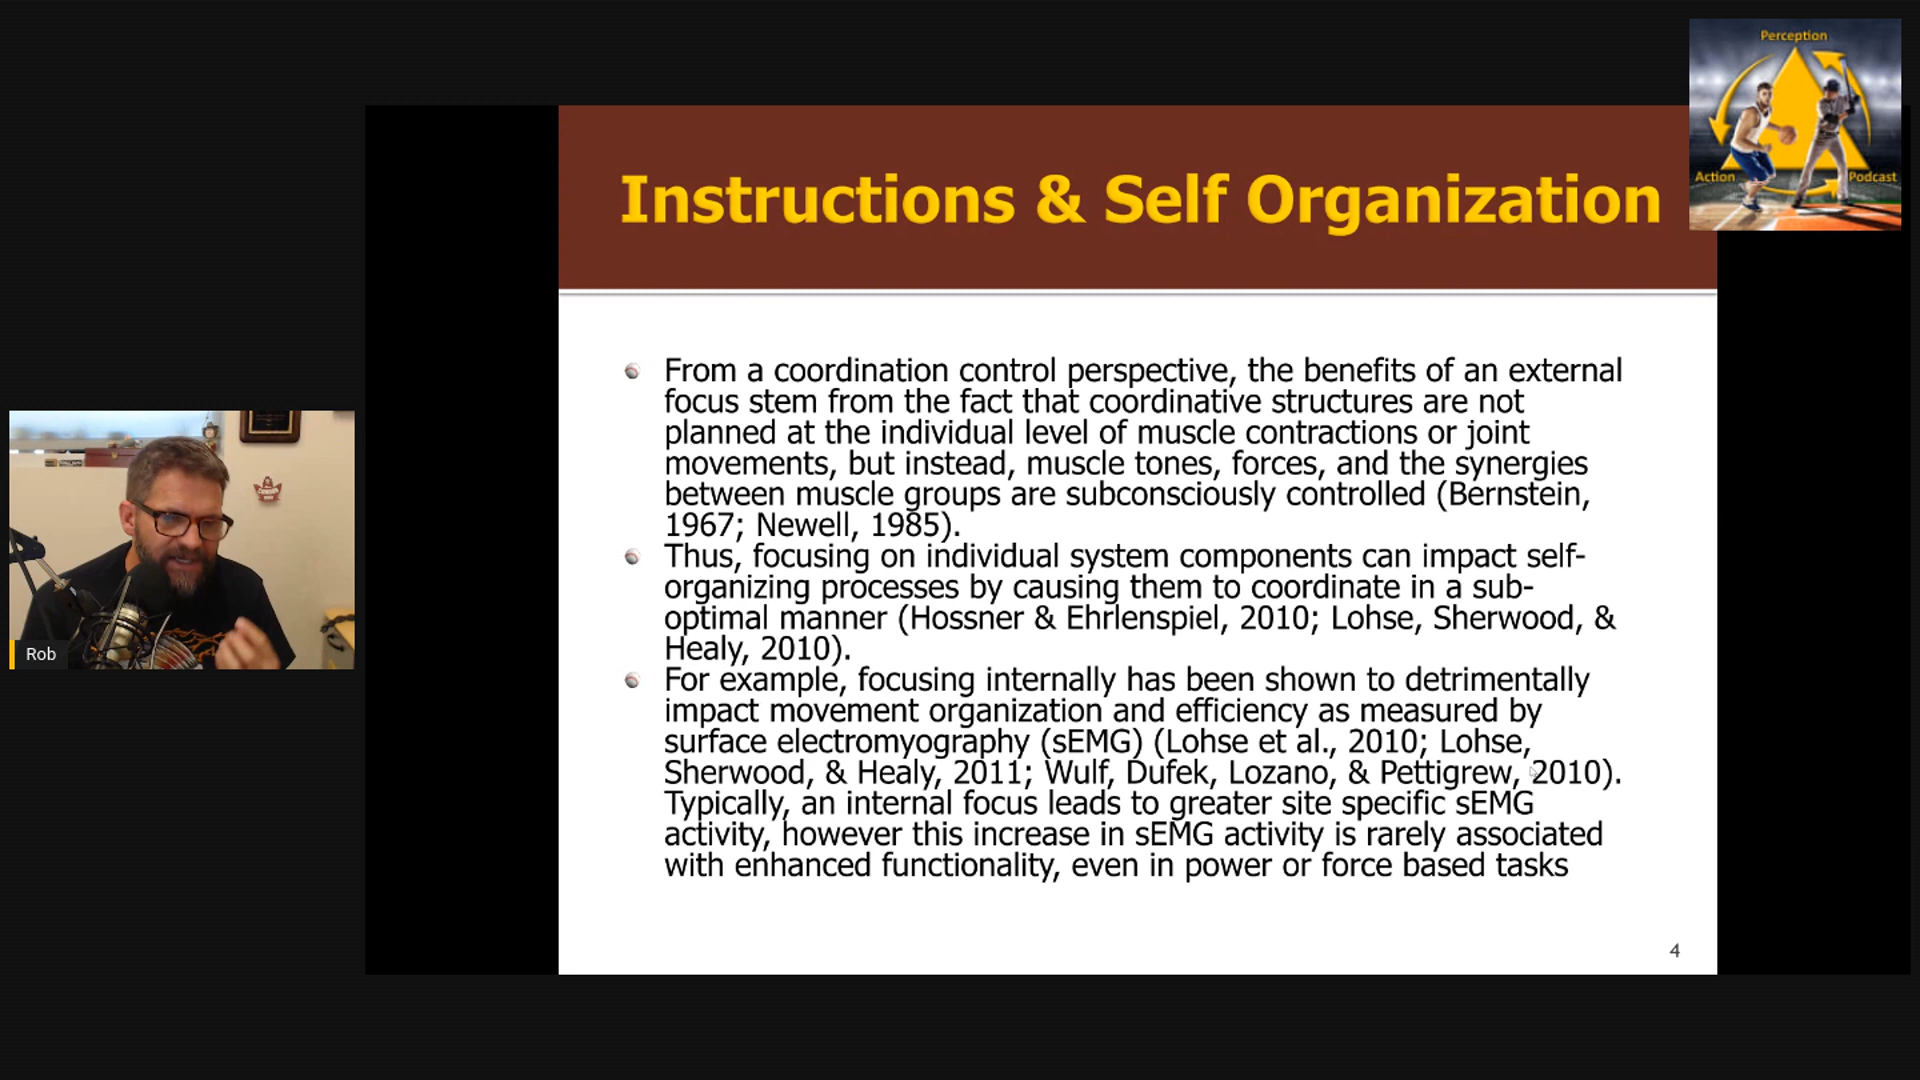 Perception
Action
Podcast
Instructions & Self Organization
From a coordination control perspective, the benefits of an external
focus stem from the fact that coordinative structures are not
planned at the individual level of muscle contractions or joint
movements, but instead, muscle tones, forces, and the synergies
between muscle groups are subconsciously controlled (Bernstein,
1967; Newell, 1985).
Thus, focusing on individual system components can impact self-
organizing processes by causing them to coordinate in a sub-
optimal manner (Hossner & Ehrlenspiel, 2010; Lohse, Sherwood, &
Healy, 2010).
For example, focusing internally has been shown to detrimentally
impact movement organization and efficiency as measured by
surface electromyography (sEMG) (Lohse et al., 2010; Lohse,
Sherwood, & Healy, 2011; Wulf, Dufek, Lozano, & Pettigrew, 2010).
Typically, an internal focus leads to greater site specific sEMG
activity, however this increase in sEMG activity is rarely associated
with enhanced functionality, even in power or force based tasks
4
Rob